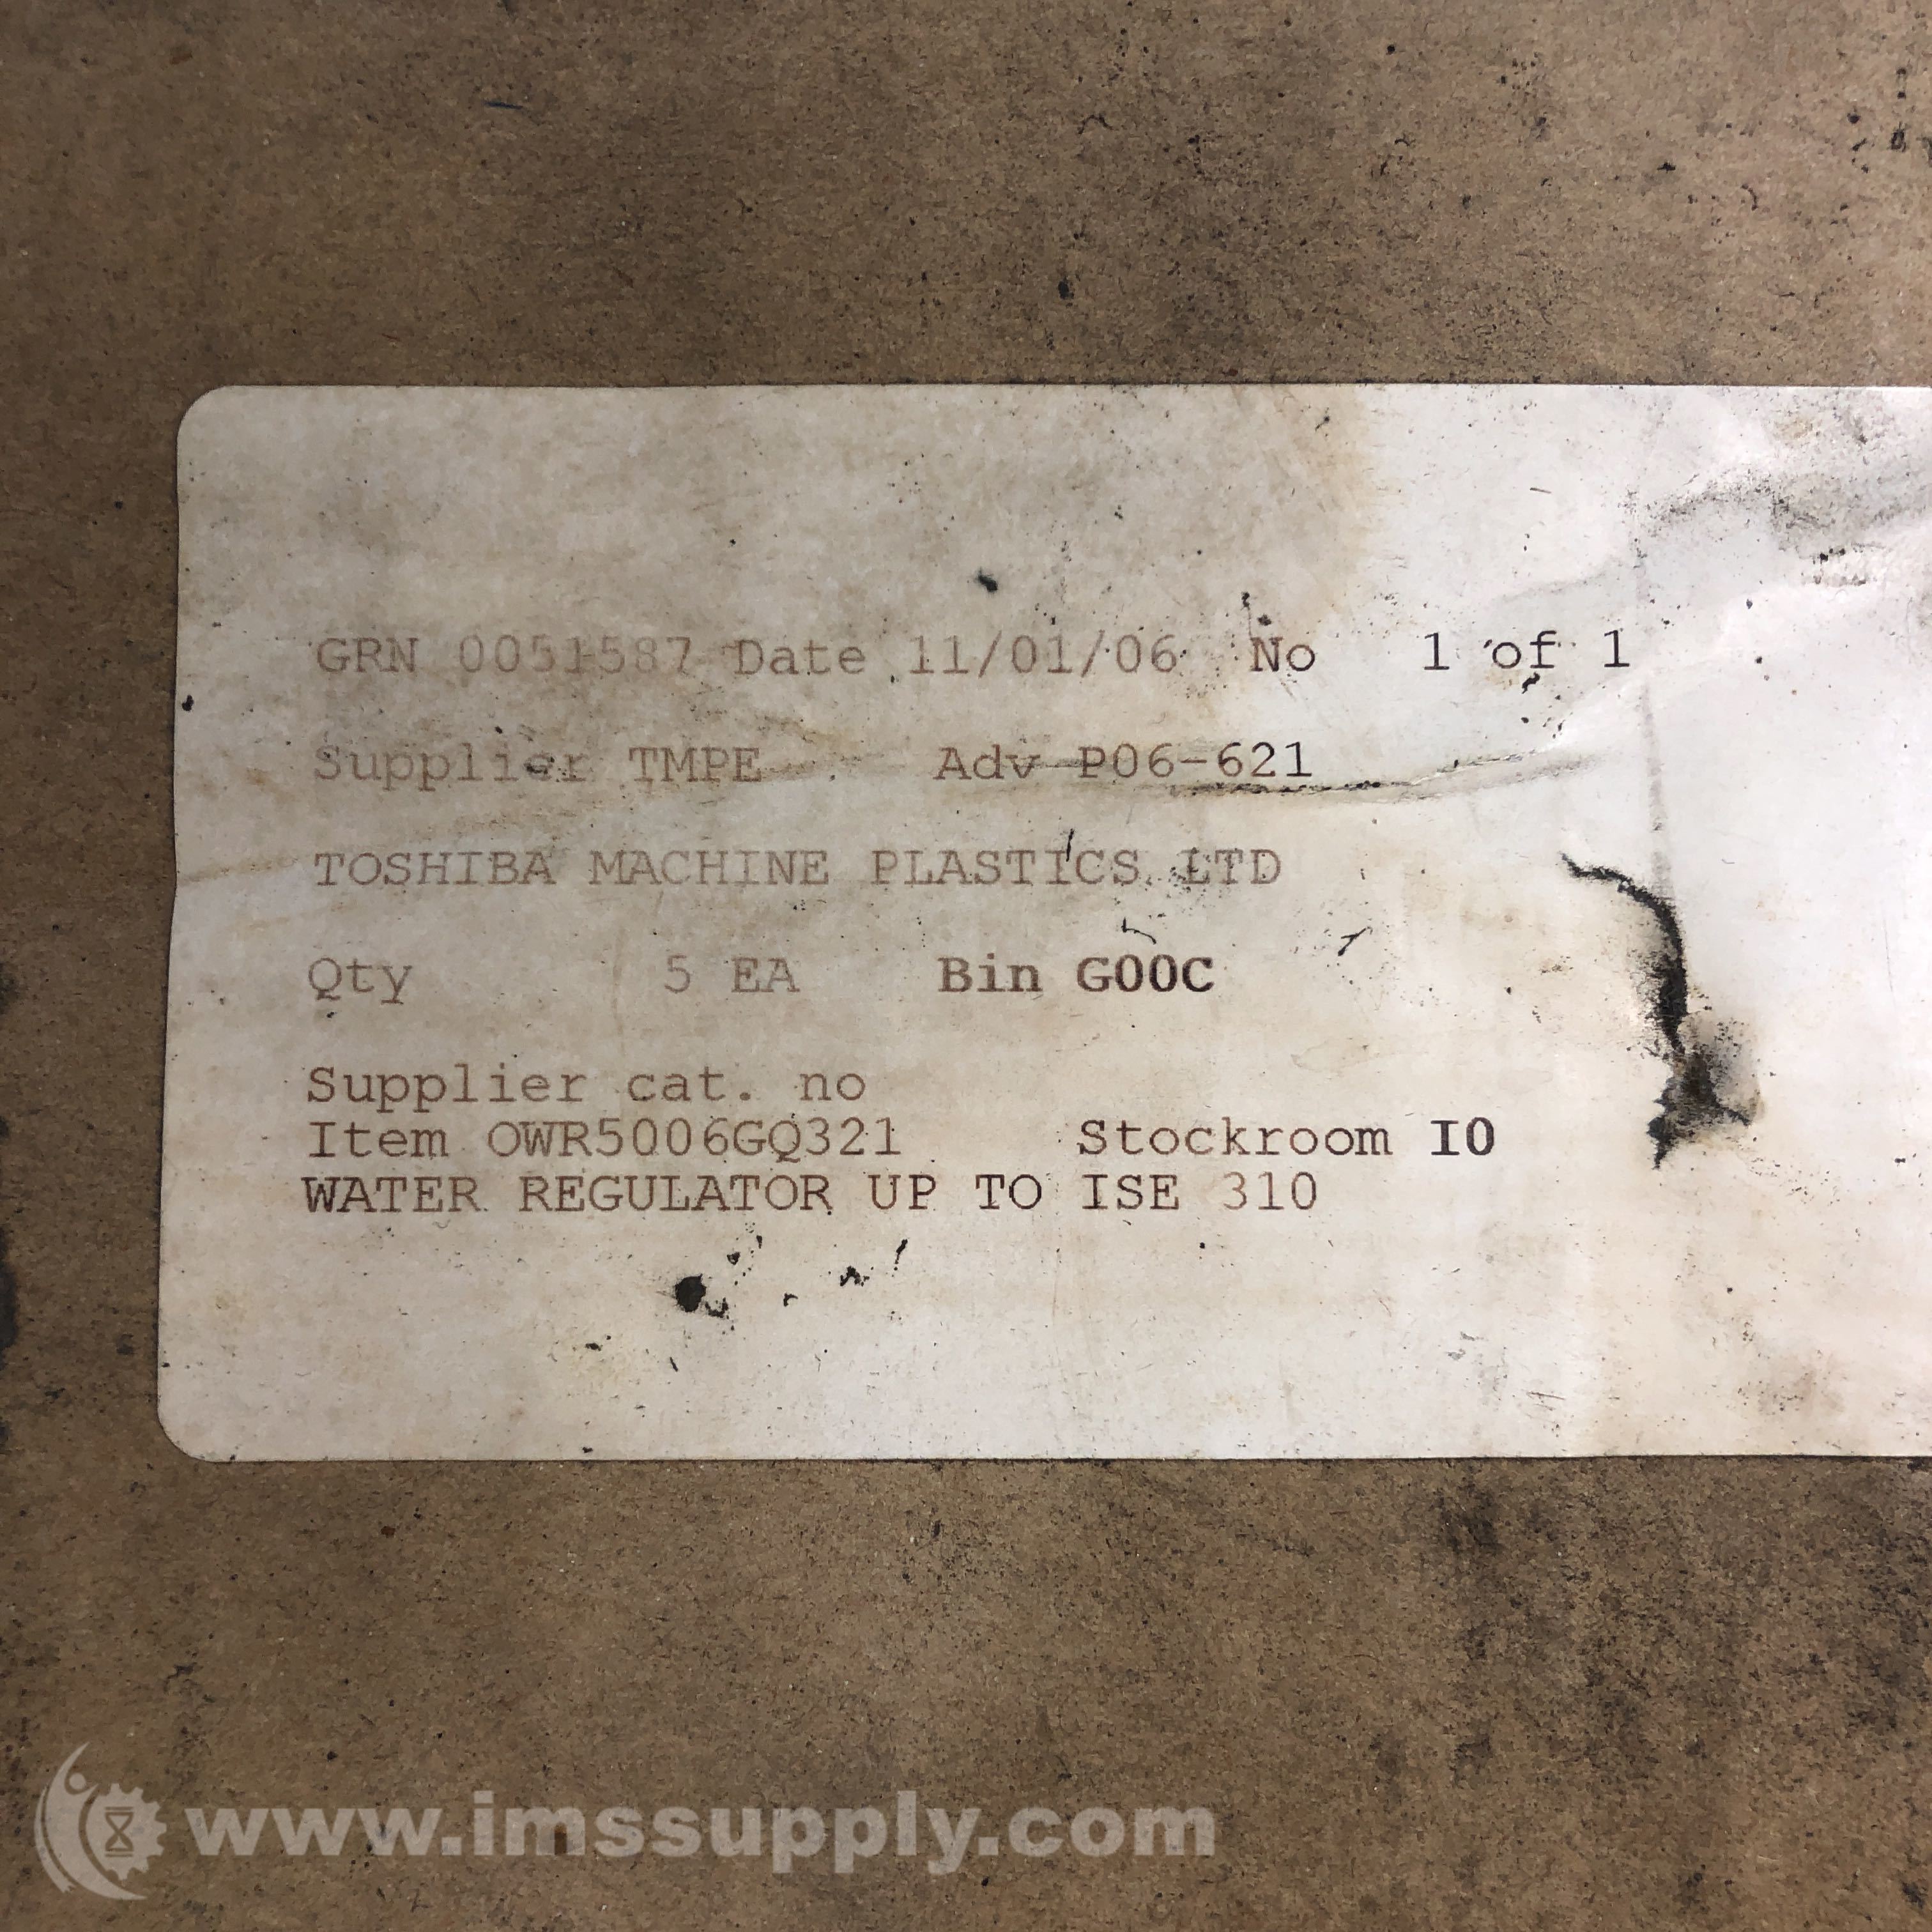 GRN 0051587 Date 11/01/06 No 1 of 1
Supplier TMPE Adv P06-621
TOSHIBA MACHINE PLASTICS LTD
Qty 5 EA Bin G00C
Supplier cat. no
Item OWR5006GQ321 Stockroom I0
WATER REGULATOR UP TO ISE 310
www.imssupply.com